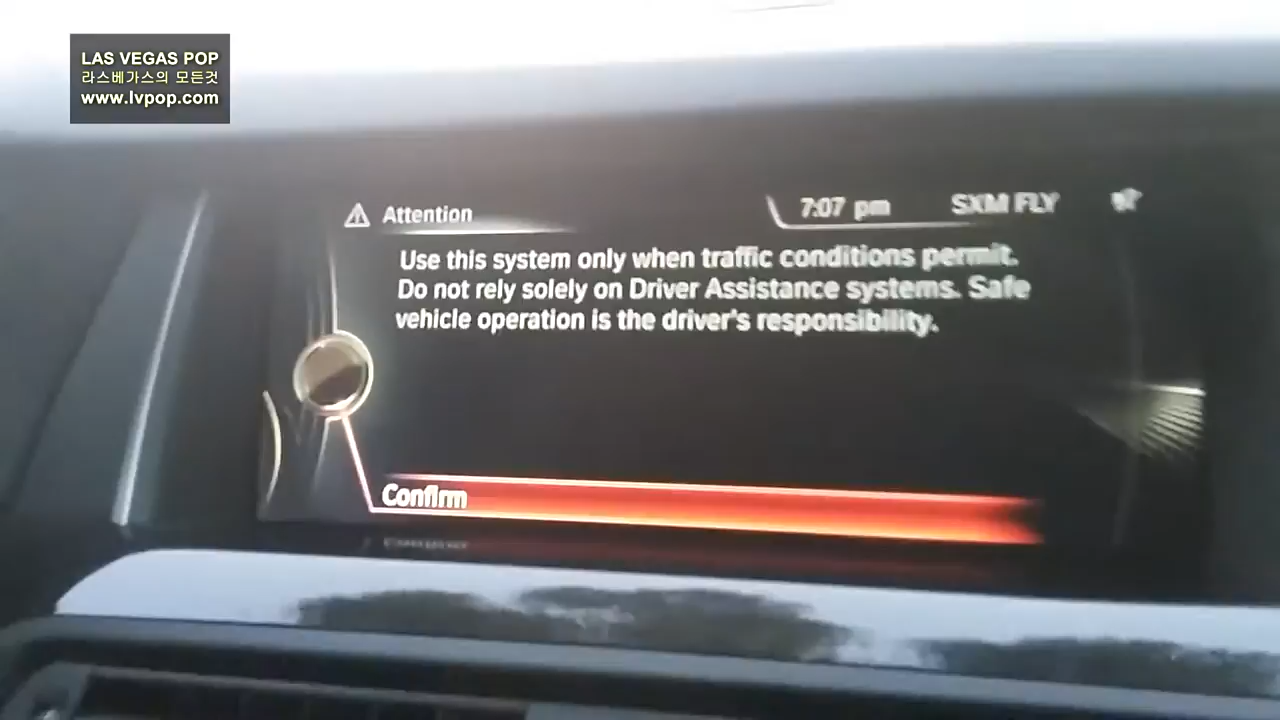 LAS VEGAS POP
라스베가스의 모든것
www.lvpop.com
Attention
7:07 pm
SXM FLY
Use this system only when traffic conditions permit.
Do not rely solely on Driver Assistance systems. Safe
vehicle operation is the driver's responsibility.
Confirm